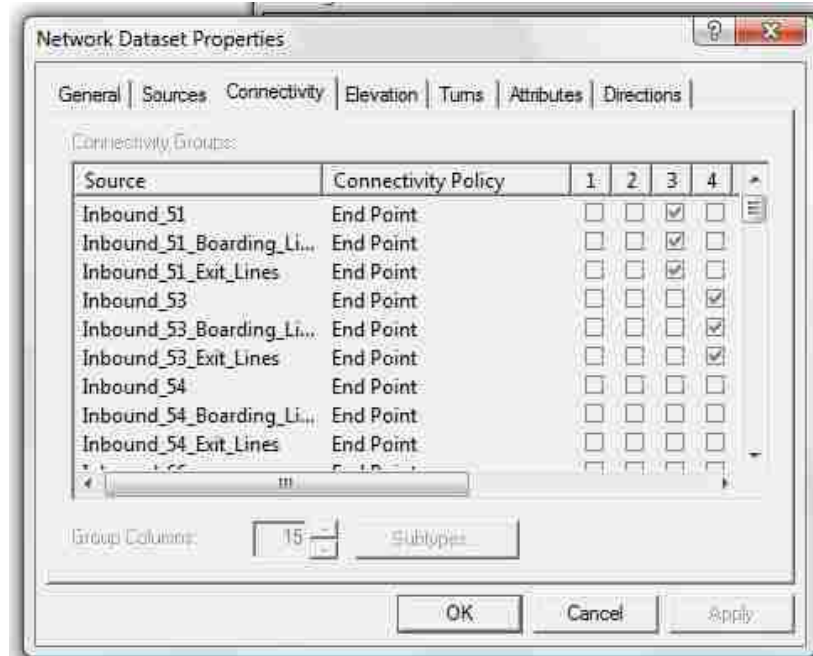 Network Dataset Properties
General Sources Connectivity Elevation Turns Attributes Directions
Connectivity Groups:
Source Connectivity Policy 1 2 3 4
Inbound_51 End Point
Inbound_51_Boarding_Li... End Point
Inbound_51_Exit_Lines End Point
Inbound_53 End Point
Inbound_53_Boarding_Li... End Point
Inbound_53_Exit_Lines End Point
Inbound_54 End Point
Inbound_54_Boarding_Li... End Point
Inbound_54_Exit_Lines End Point
Group Columns: 15 Subtypes...
OK Cancel Apply